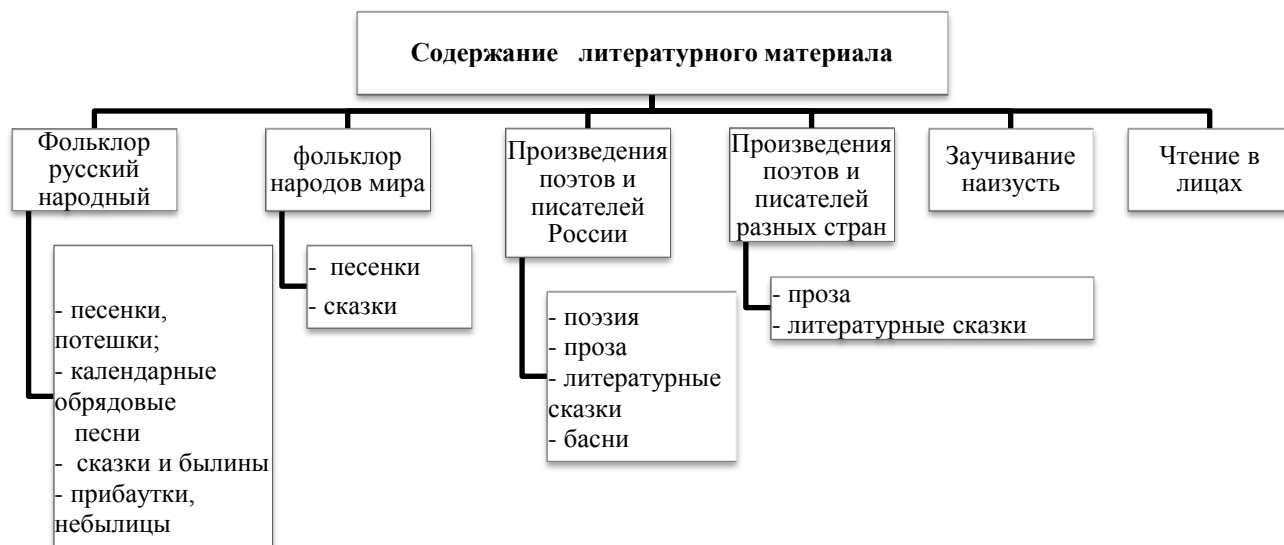 Содержание литературного материала
Фольклор
русский
народный
фольклор
народов мира
Произведения
поэтов и
писателей
России
Произведения
поэтов и
писателей
разных стран
Заучивание
наизусть
Чтение в
лицах
- песенки,
потешки;
- календарные
обрядовые
песни
- сказки и былины
- прибаутки,
небылицы
- песенки
- сказки
- поэзия
- проза
- литературные
сказки
- басни
- проза
- литературные сказки